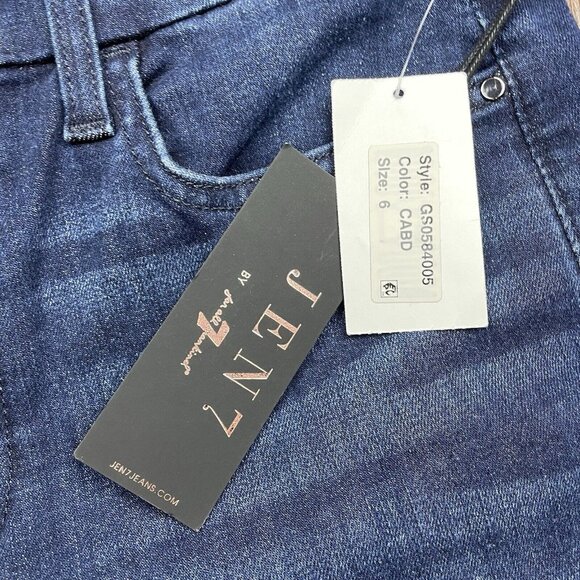 JEN7
BY for all 7 mankind®
JEN7JEANS.COM
Style: GS0584005
Color: CABD
Size: 6